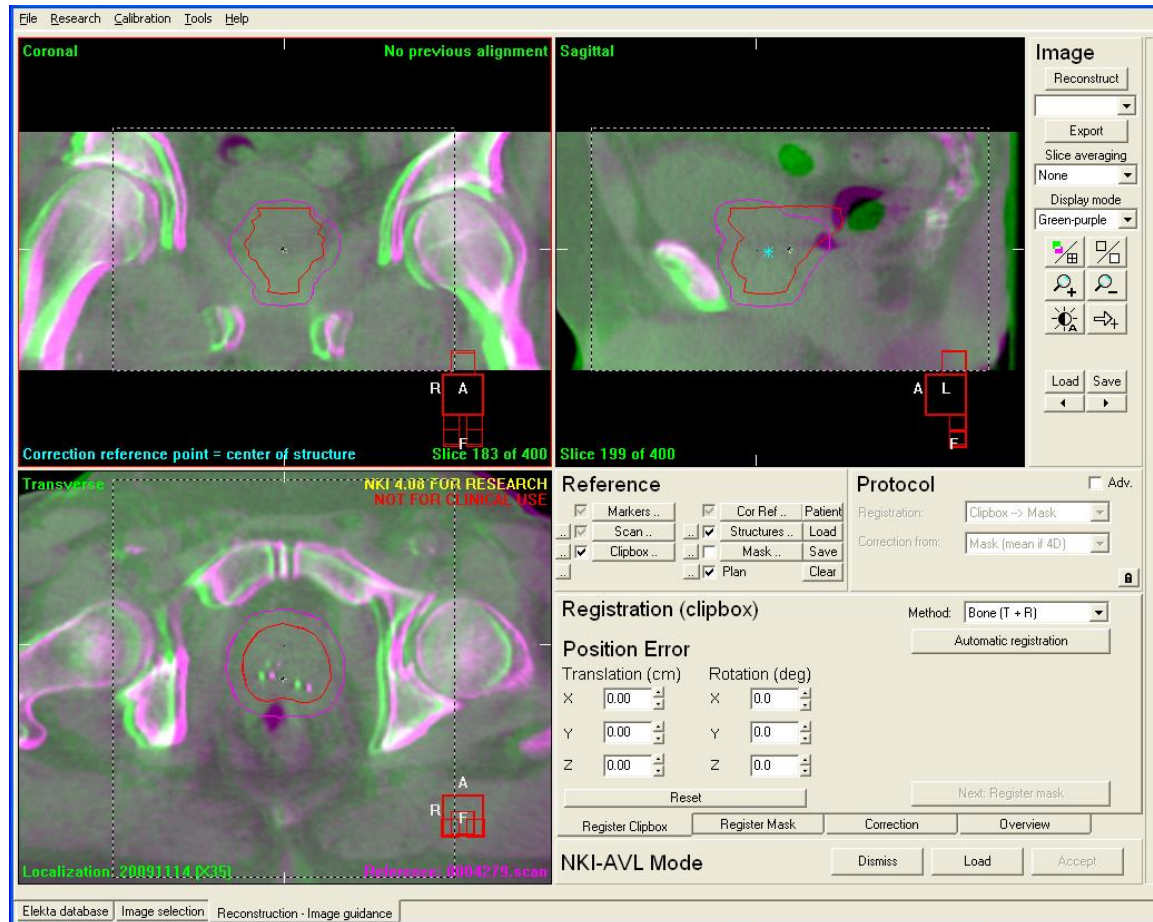 File Research Calibration Tools Help
Coronal No previous alignment
R A
F
Correction reference point = center of structure Slice 183 of 400
Sagittal
A L
F
Slice 199 of 400
Image
Reconstruct
Export
Slice averaging
None
Display mode
Green-purple
A
Load Save
Transverse NKI 4.08 FOR RESEARCH
NOT FOR CLINICAL USE
A
R F
Localization: 20091114 (X35) Reference: 0004279.scan
Reference
Markers .. Cor Ref .. Patient
.. Scan .. .. Structures .. Load
.. Clipbox .. .. Mask .. Save
.. .. Plan Clear
Protocol Adv.
Registration: Clipbox --> Mask
Correction from: Mask (mean if 4D)
Registration (clipbox) Method: Bone (T + R)
Automatic registration
Position Error
Translation (cm) Rotation (deg)
X 0.00 X 0.0
Y 0.00 Y 0.0
Z 0.00 Z 0.0
Reset Next: Register mask
Register Clipbox Register Mask Correction Overview
NKI-AVL Mode Dismiss Load Accept
Elekta database Image selection Reconstruction - Image guidance